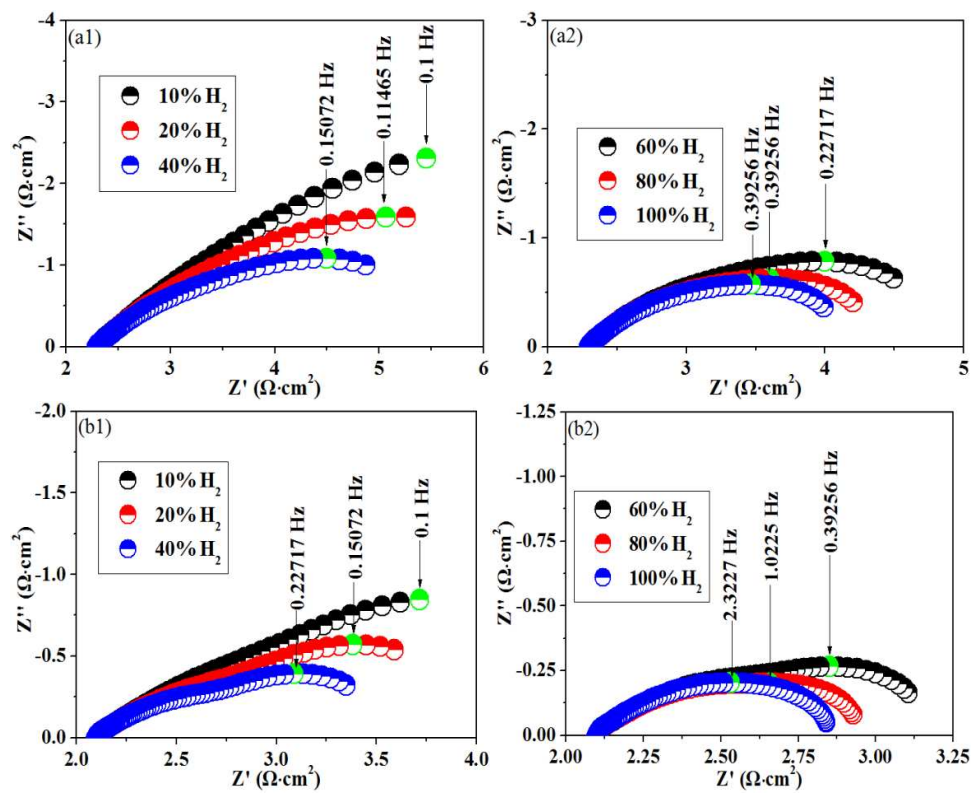 (a1)
-4
-3
-2
-1
0
Z'' (Ω·cm²)
10% H₂
20% H₂
40% H₂
0.15072 Hz
0.11465 Hz
0.1 Hz
2
3
4
5
6
Z' (Ω·cm²)
(a2)
-3
-2
-1
0
Z'' (Ω·cm²)
60% H₂
80% H₂
100% H₂
0.39256 Hz
0.39256 Hz
0.22717 Hz
2
3
4
5
Z' (Ω·cm²)
(b1)
-2.0
-1.5
-1.0
-0.5
0.0
Z'' (Ω·cm²)
10% H₂
20% H₂
40% H₂
0.22717 Hz
0.15072 Hz
0.1 Hz
2.0
2.5
3.0
3.5
4.0
Z' (Ω·cm²)
(b2)
-1.25
-1.00
-0.75
-0.50
-0.25
0.00
Z'' (Ω·cm²)
60% H₂
80% H₂
100% H₂
2.3227 Hz
1.0225 Hz
0.39256 Hz
2.00
2.25
2.50
2.75
3.00
3.25
Z' (Ω·cm²)